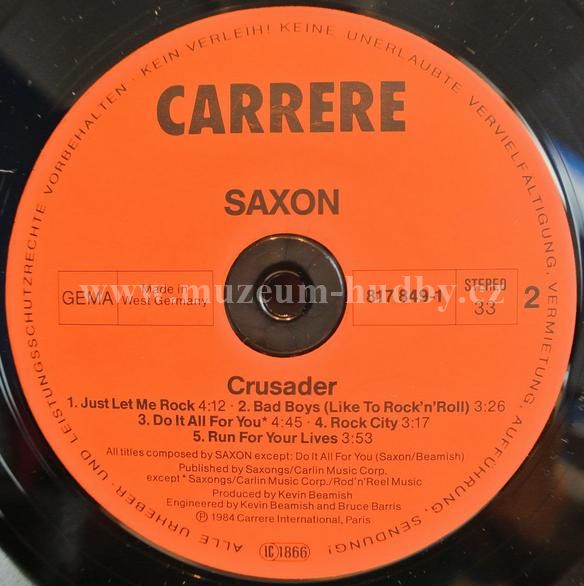 ALLE URHEBER- UND LEISTUNGSSCHUTZRECHTE VORBEHALTEN · KEIN VERLEIH! KEINE UNERLAUBTE VERVIELFÄLTIGUNG, VERMIETUNG, AUFFÜHRUNG, SENDUNG!
CARRERE
SAXON
GEMA
Made in
West Germany
817 849-1
STEREO
33
2
www.muzeum-hudby.cz
Crusader
1. Just Let Me Rock 4:12 · 2. Bad Boys (Like To Rock'n'Roll) 3:26
3. Do It All For You* 4:45 · 4. Rock City 3:17
5. Run For Your Lives 3:53
All titles composed by SAXON except: Do It All For You (Saxon/Beamish)
Published by Saxongs/Carlin Music Corp.
except * Saxongs/Carlin Music Corp./Rod'n'Reel Music
Produced by Kevin Beamish
Engineered by Kevin Beamish and Bruce Barris
Ⓟ 1984 Carrere International, Paris
LC 1866